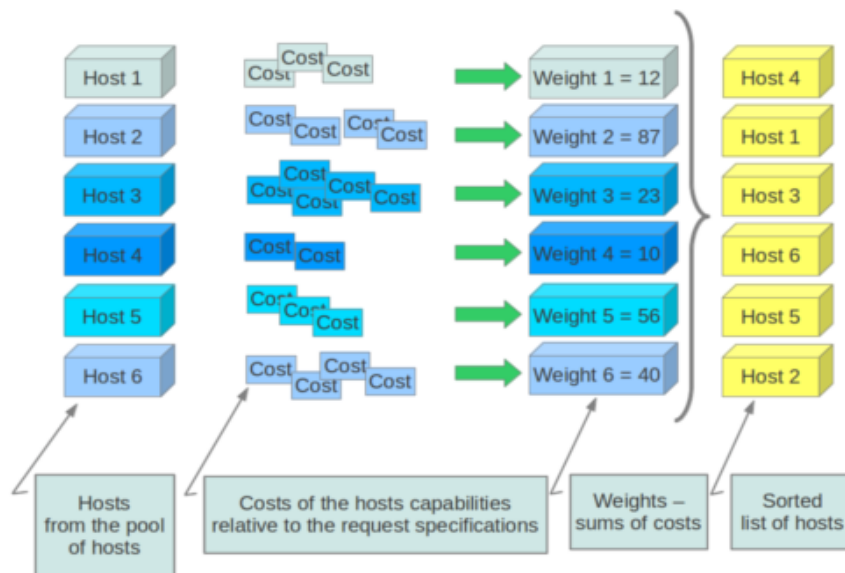 Host 1
Cost
Cost
Cost
Weight 1 = 12
Host 4
Host 2
Cost
Cost
Cost
Cost
Weight 2 = 87
Host 1
Host 3
Cost
Cost
Cost
Cost
Cost
Weight 3 = 23
Host 3
Host 4
Cost
Cost
Weight 4 = 10
Host 6
Host 5
Cost
Cost
Cost
Weight 5 = 56
Host 5
Host 6
Cost
Cost
Cost
Cost
Weight 6 = 40
Host 2
Hosts
from the pool
of hosts
Costs of the hosts capabilities
relative to the request specifications
Weights –
sums of costs
Sorted
list of hosts